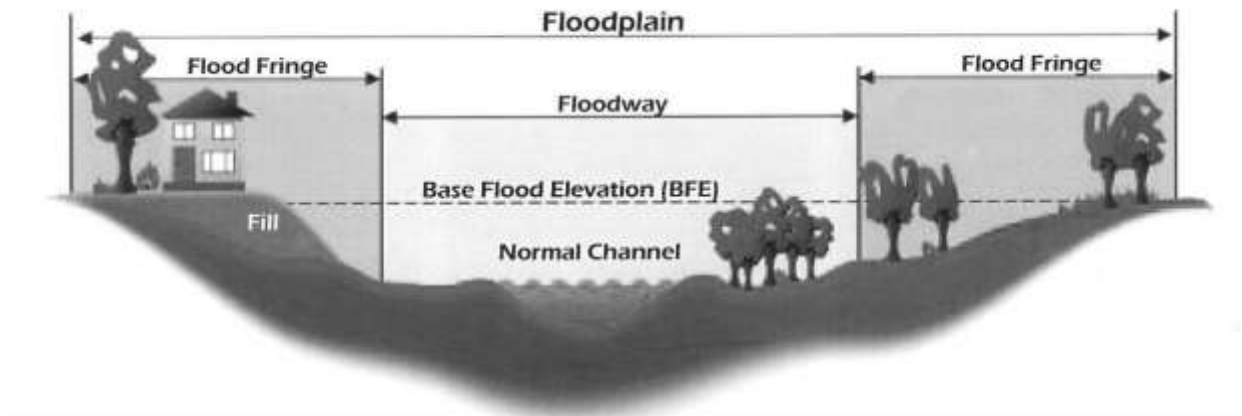 Floodplain
Flood Fringe
Flood Fringe
Floodway
Base Flood Elevation (BFE)
Fill
Normal Channel